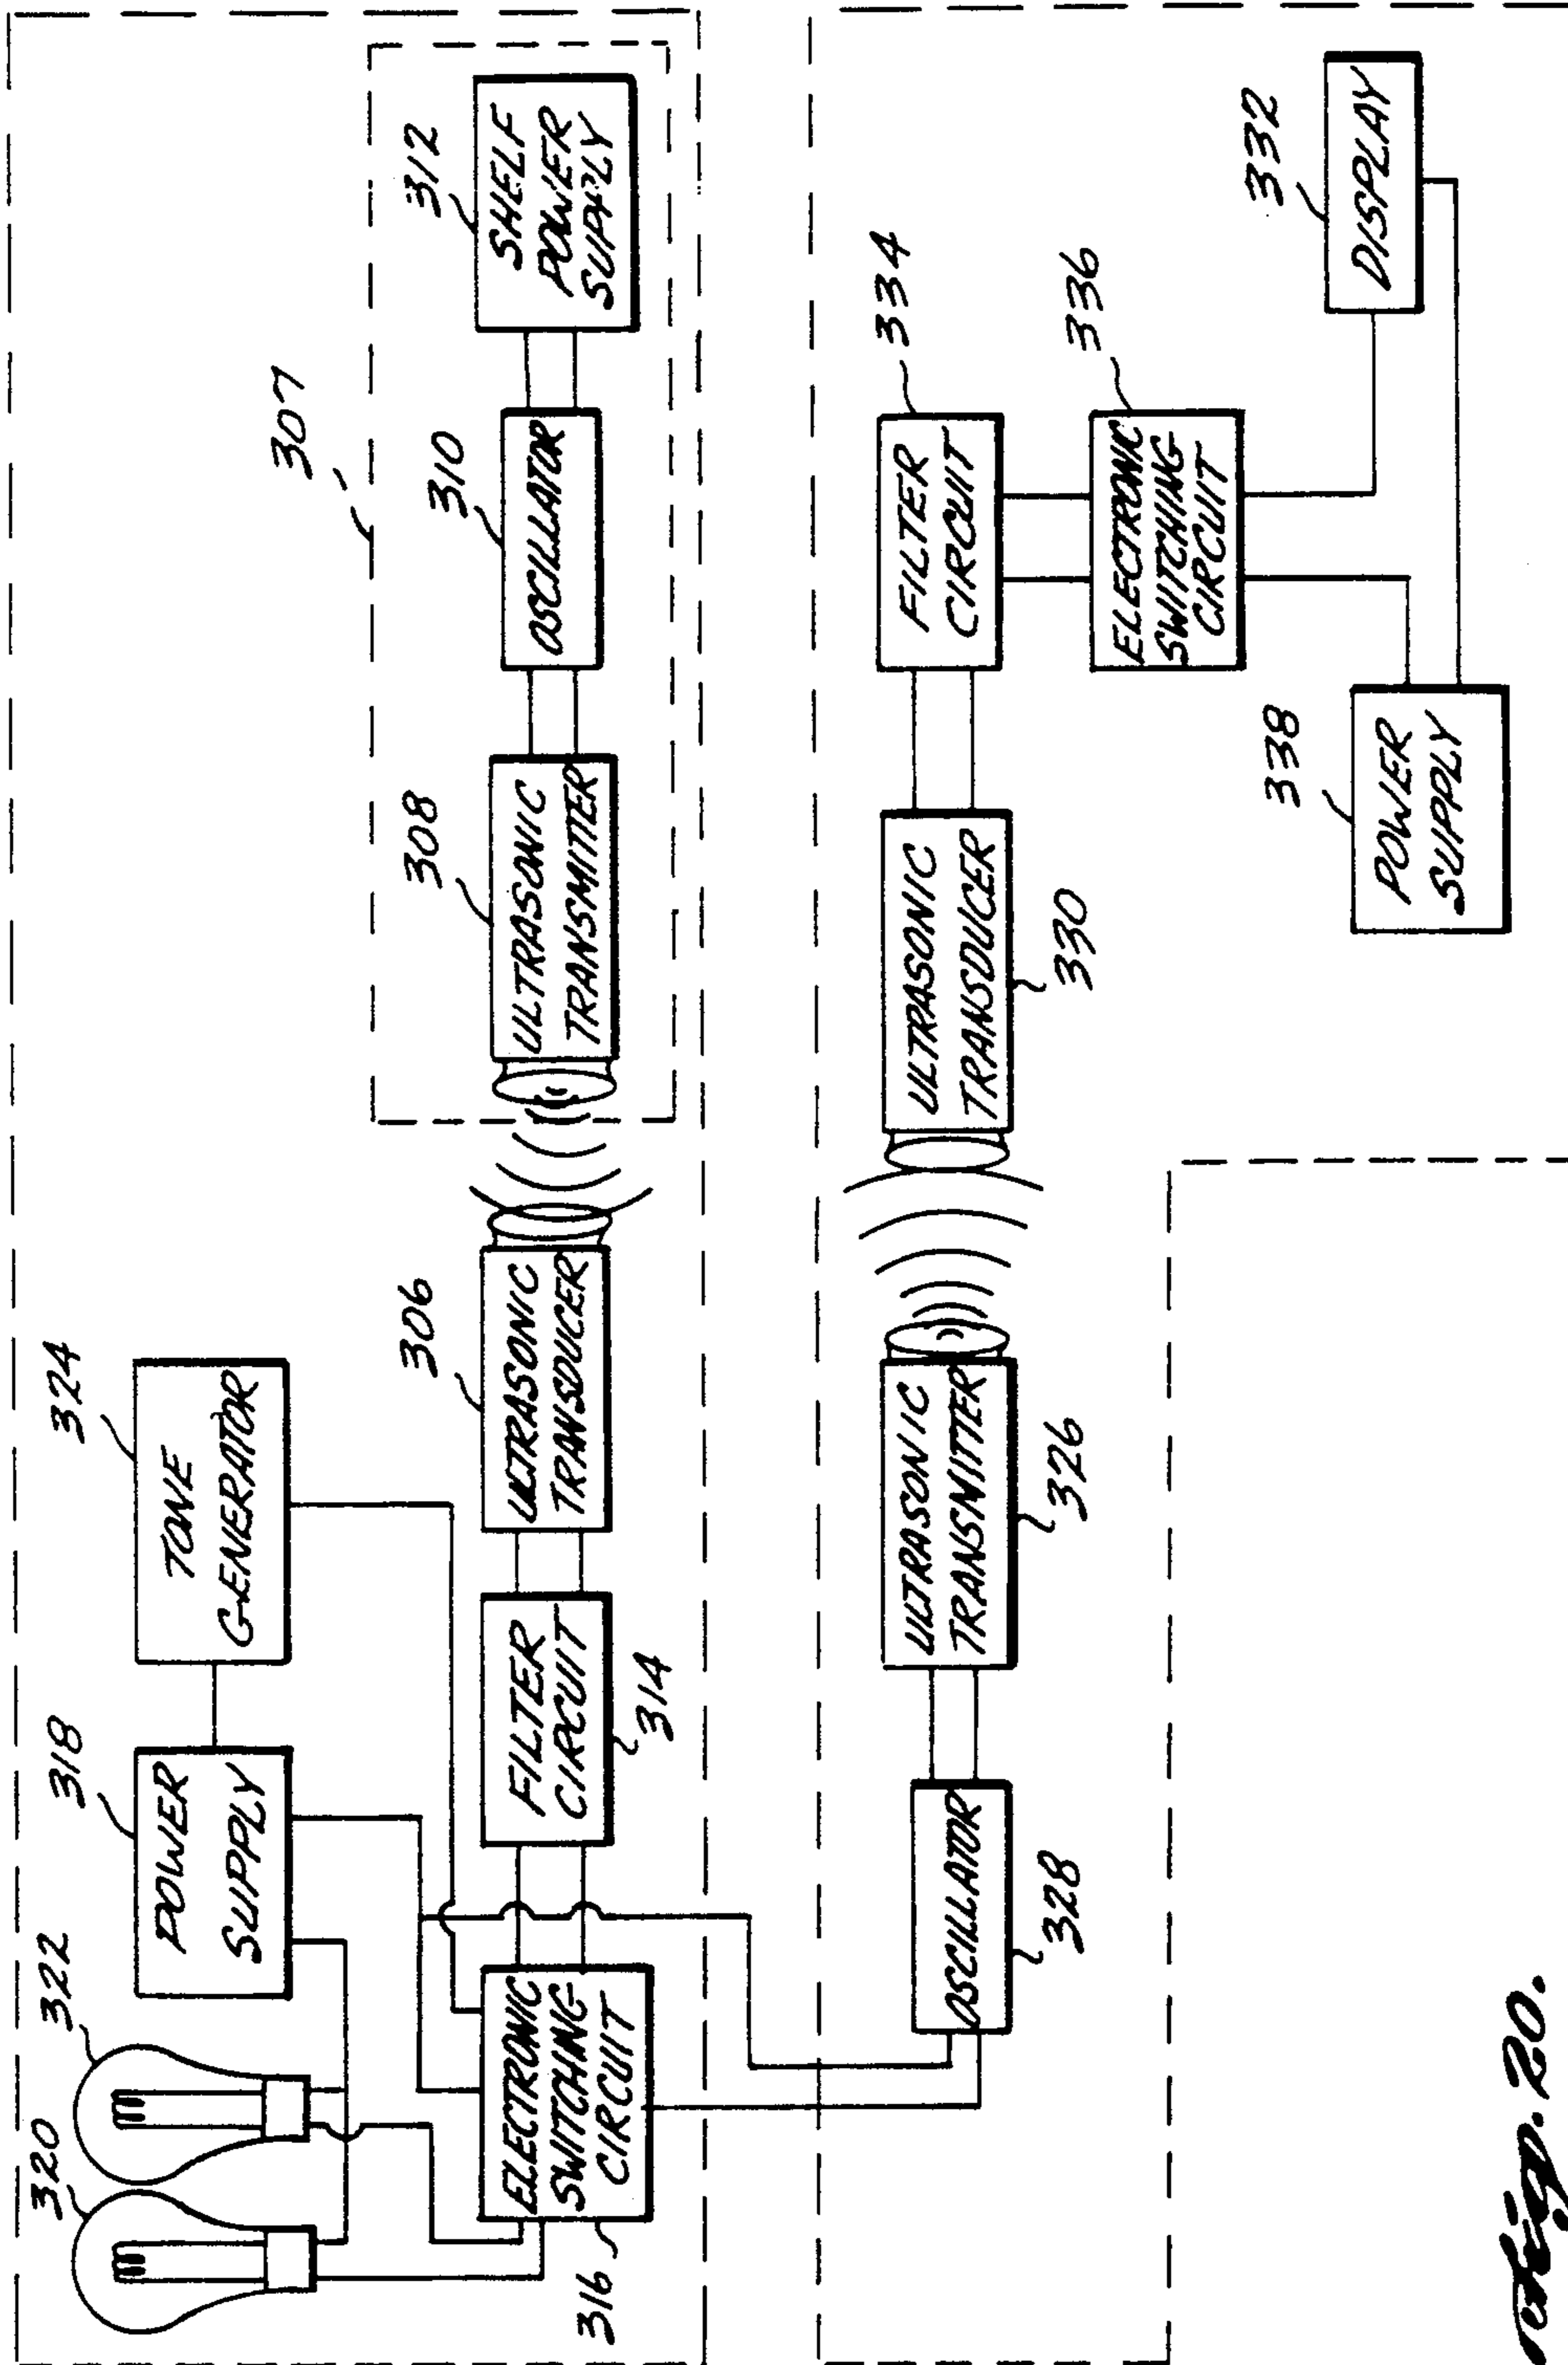 320
322
318
POWER
SUPPLY
324
TONE
GENERATOR
316
ELECTRONIC
SWITCHING
CIRCUIT
FILTER
CIRCUIT
314
306
ULTRASONIC
TRANSDUCER
307
308
ULTRASONIC
TRANSMITTER
310
OSCILLATOR
312
SHELF
POWER
SUPPLY
OSCILLATOR
328
ULTRASONIC
TRANSMITTER
326
ULTRASONIC
TRANSDUCER
330
FILTER
CIRCUIT
334
ELECTRONIC
SWITCHING
CIRCUIT
336
338
POWER
SUPPLY
332
DISPLAY
Fig. 20.